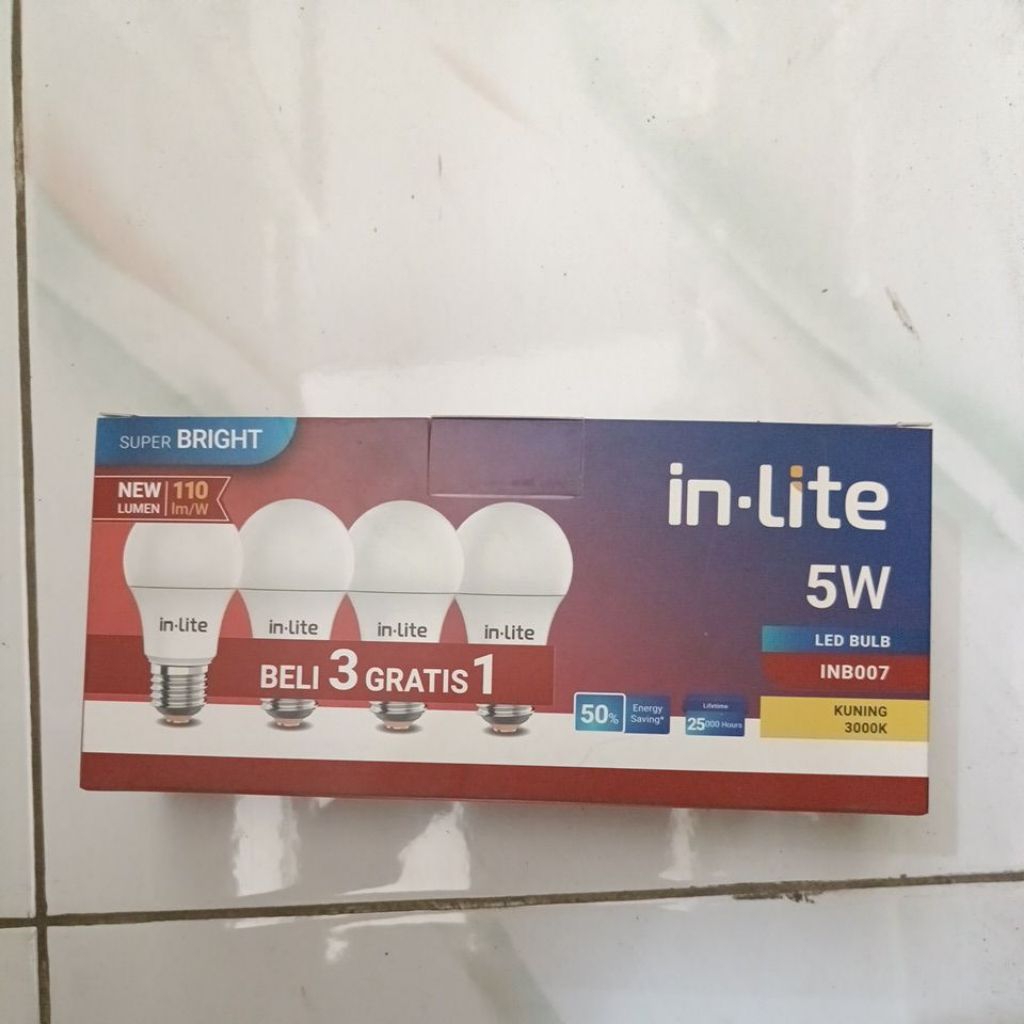 SUPER BRIGHT
NEW 110
LUMEN lm/W
in·lite
5W
LED BULB
INB007
KUNING
3000K
in·lite in·lite in·lite in·lite
BELI 3 GRATIS 1
50% Energy
Saving*
Lifetime
25000 Hours